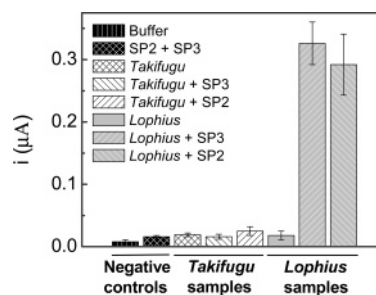 Buffer
SP2 + SP3
Takifugu
Takifugu + SP3
Takifugu + SP2
Lophius
Lophius + SP3
Lophius + SP2
i (µA)
0.3
0.2
0.1
0.0
Negative controls
Takifugu samples
Lophius samples